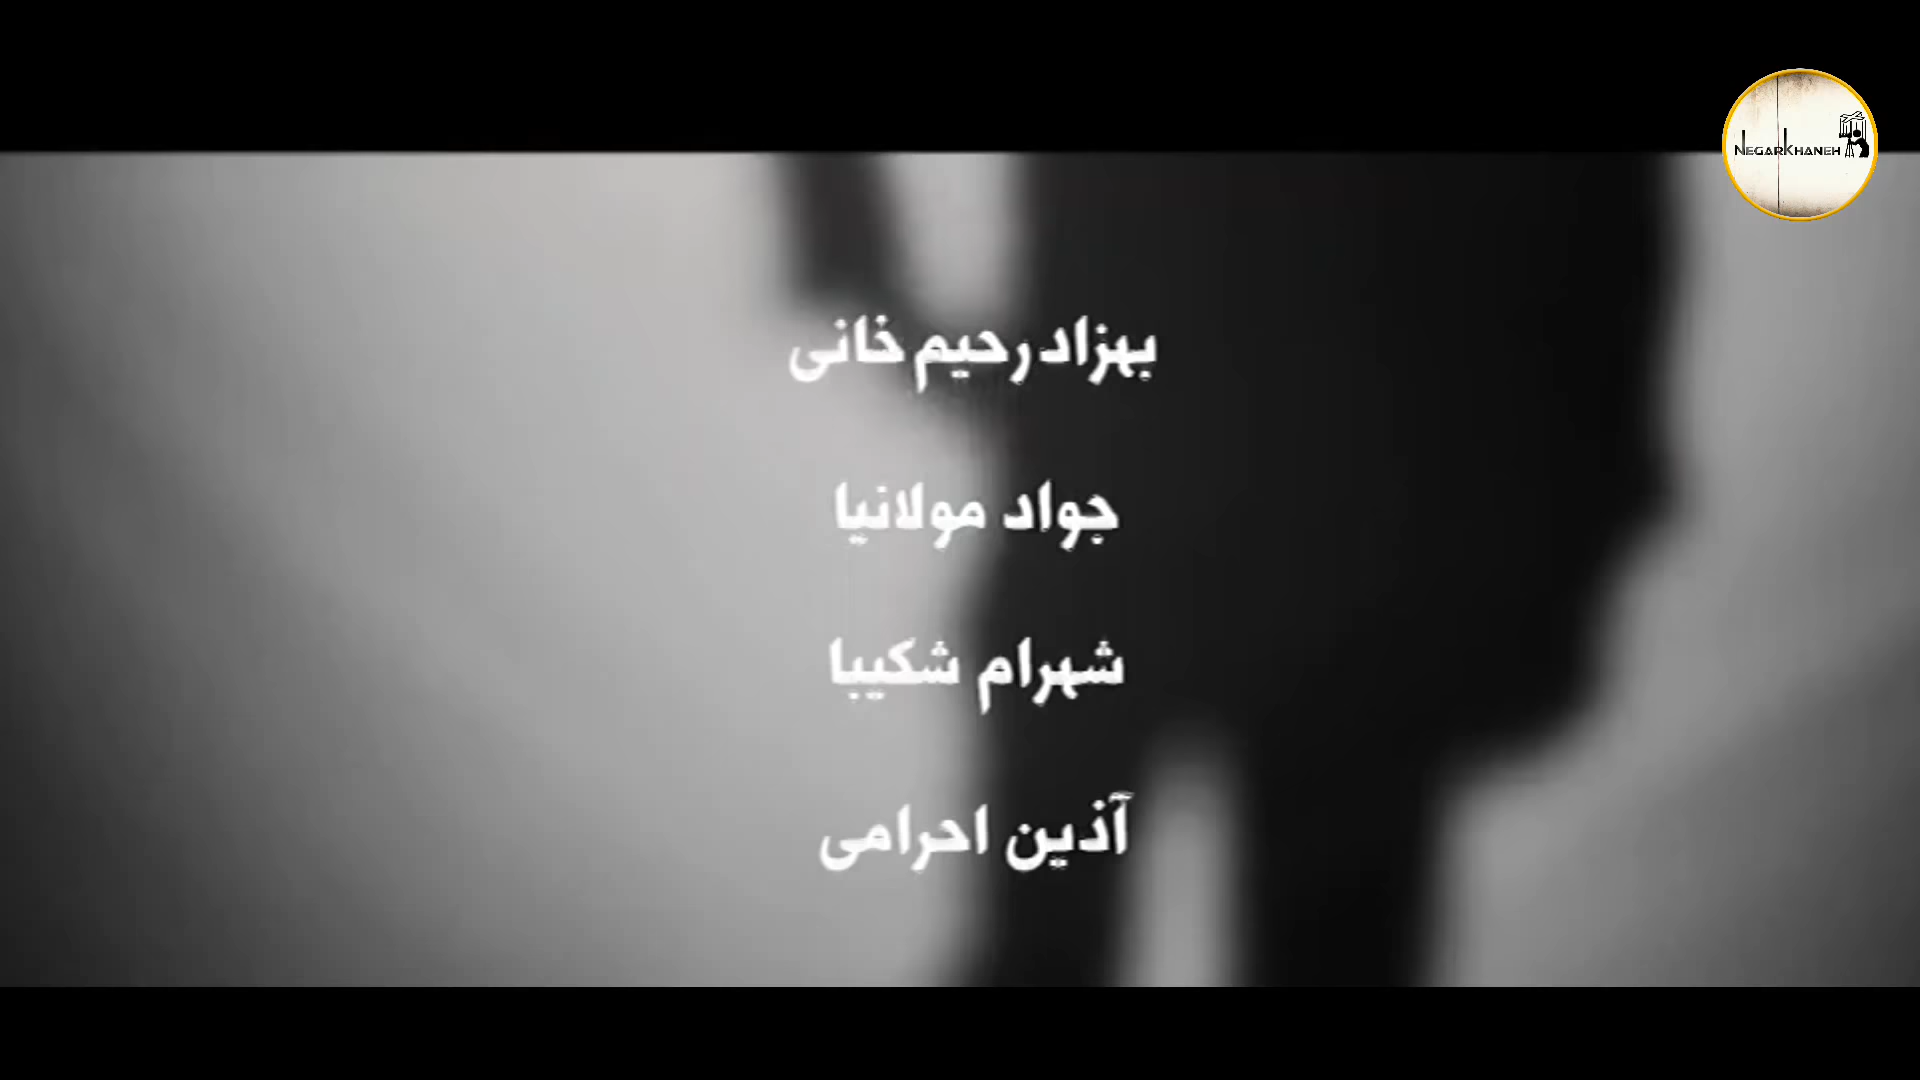 NEGARKHANEH
بهزاد رحیم خانی
جواد مولانیا
شهرام شکیبا
آذین احرامی